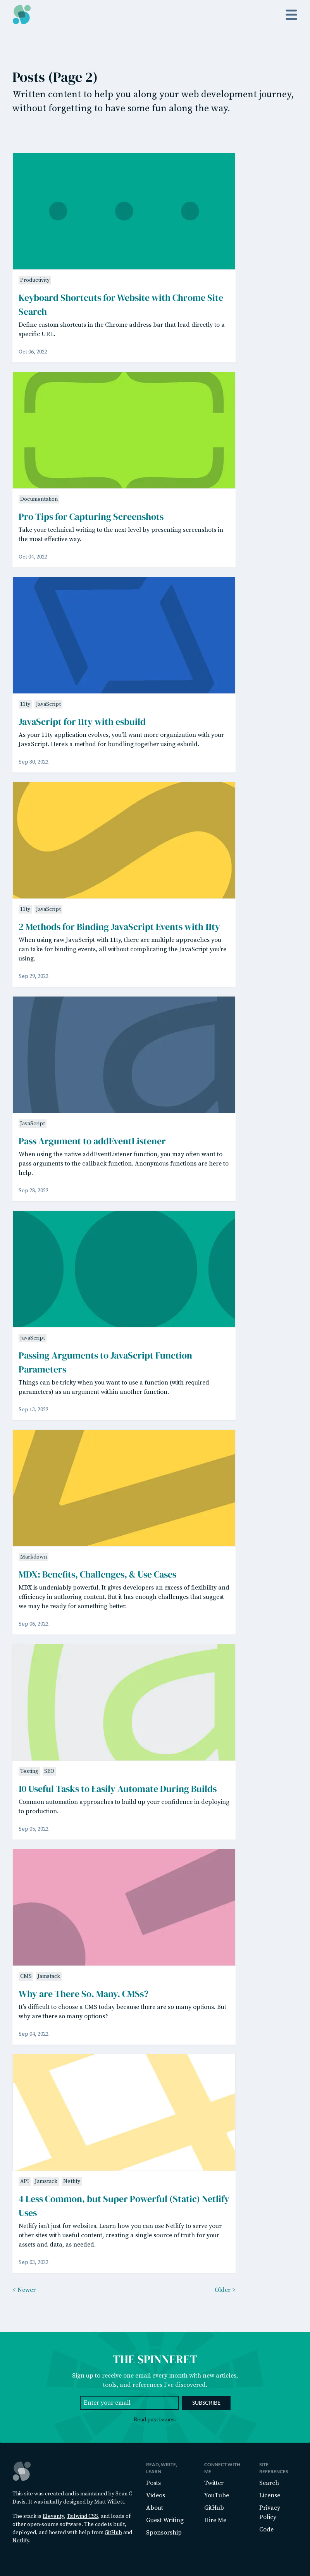 Posts (Page 2)
Written content to help you along your web development journey,
without forgetting to have some fun along the way.
Productivity
Keyboard Shortcuts for Website with Chrome Site
Search
Define custom shortcuts in the Chrome address bar that lead directly to a
specific URL.
Oct 06, 2022
Documentation
Pro Tips for Capturing Screenshots
Take your technical writing to the next level by presenting screenshots in
the most effective way.
Oct 04, 2022
11ty JavaScript
JavaScript for 11ty with esbuild
As your 11ty application evolves, you'll want more organization with your
JavaScript. Here's a method for bundling together using esbuild.
Sep 30, 2022
11ty JavaScript
2 Methods for Binding JavaScript Events with 11ty
When using raw JavaScript with 11ty, there are multiple approaches you
can take for binding events, all without complicating the JavaScript you're
using.
Sep 29, 2022
JavaScript
Pass Argument to addEventListener
When using the native addEventListener function, you may often want to
pass arguments to the callback function. Anonymous functions are here to
help.
Sep 28, 2022
JavaScript
Passing Arguments to JavaScript Function
Parameters
Things can be tricky when you want to use a function (with required
parameters) as an argument within another function.
Sep 13, 2022
Markdown
MDX: Benefits, Challenges, & Use Cases
MDX is undeniably powerful. It gives developers an excess of flexibility and
efficiency in authoring content. But it has enough challenges that suggest
we may be ready for something better.
Sep 06, 2022
Testing SEO
10 Useful Tasks to Easily Automate During Builds
Common automation approaches to build up your confidence in deploying
to production.
Sep 05, 2022
CMS Jamstack
Why are There So. Many. CMSs?
It's difficult to choose a CMS today because there are so many options. But
why are there so many options?
Sep 04, 2022
API Jamstack Netlify
4 Less Common, but Super Powerful (Static) Netlify
Uses
Netlify isn't just for websites. Learn how you can use Netlify to serve your
other sites with useful content, creating a single source of truth for your
assets and data, as needed.
Sep 03, 2022
< Newer
Older >
THE SPINNERET
Sign up to receive one email every month with new articles,
tools, and references I've discovered.
Enter your email
SUBSCRIBE
Read past issues.
This site was created and is maintained by Sean C
Davis. It was initially designed by Matt Willett.
The stack is Eleventy, Tailwind CSS, and loads of
other open-source software. The code is built,
deployed, and hosted with help from GitHub and
Netlify.
READ, WRITE,
LEARN
Posts
Videos
About
Guest Writing
Sponsorship
CONNECT WITH
ME
Twitter
YouTube
GitHub
Hire Me
SITE
REFERENCES
Search
License
Privacy
Policy
Code